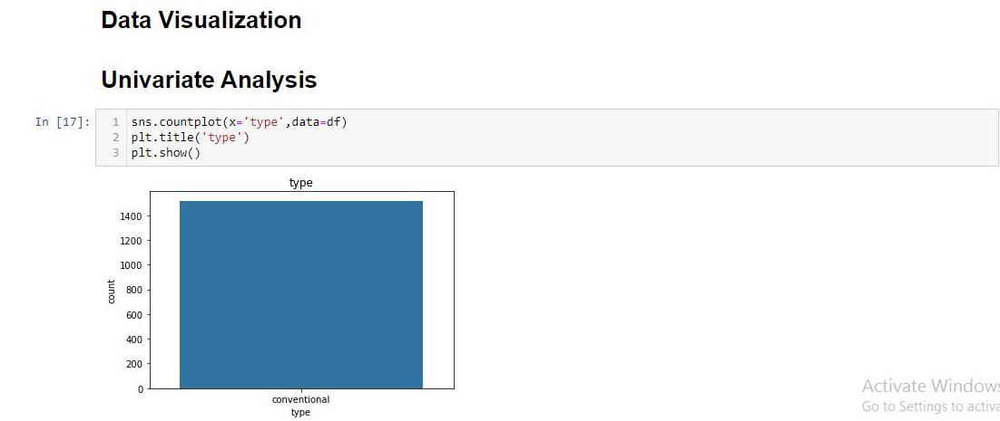 Data Visualization
Univariate Analysis
In [17]:
1 sns.countplot(x='type',data=df)
2 plt.title('type')
3 plt.show()
type
1400
1200
1000
800
600
400
200
0
count
conventional
type
Activate Windows
Go to Settings to activa